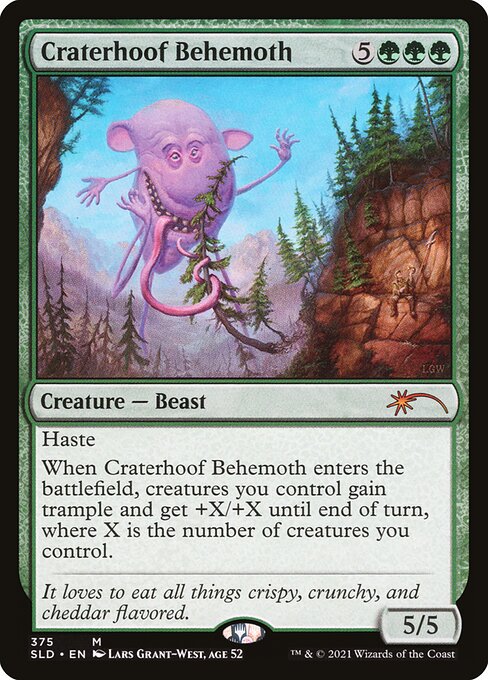 Craterhoof Behemoth 5
LGW
Creature — Beast
Haste
When Craterhoof Behemoth enters the
battlefield, creatures you control gain
trample and get +X/+X until end of turn,
where X is the number of creatures you
control.
It loves to eat all things crispy, crunchy, and
cheddar flavored.
5/5
375 M
SLD • EN Lars Grant-West, age 52
™ & © 2021 Wizards of the Coast